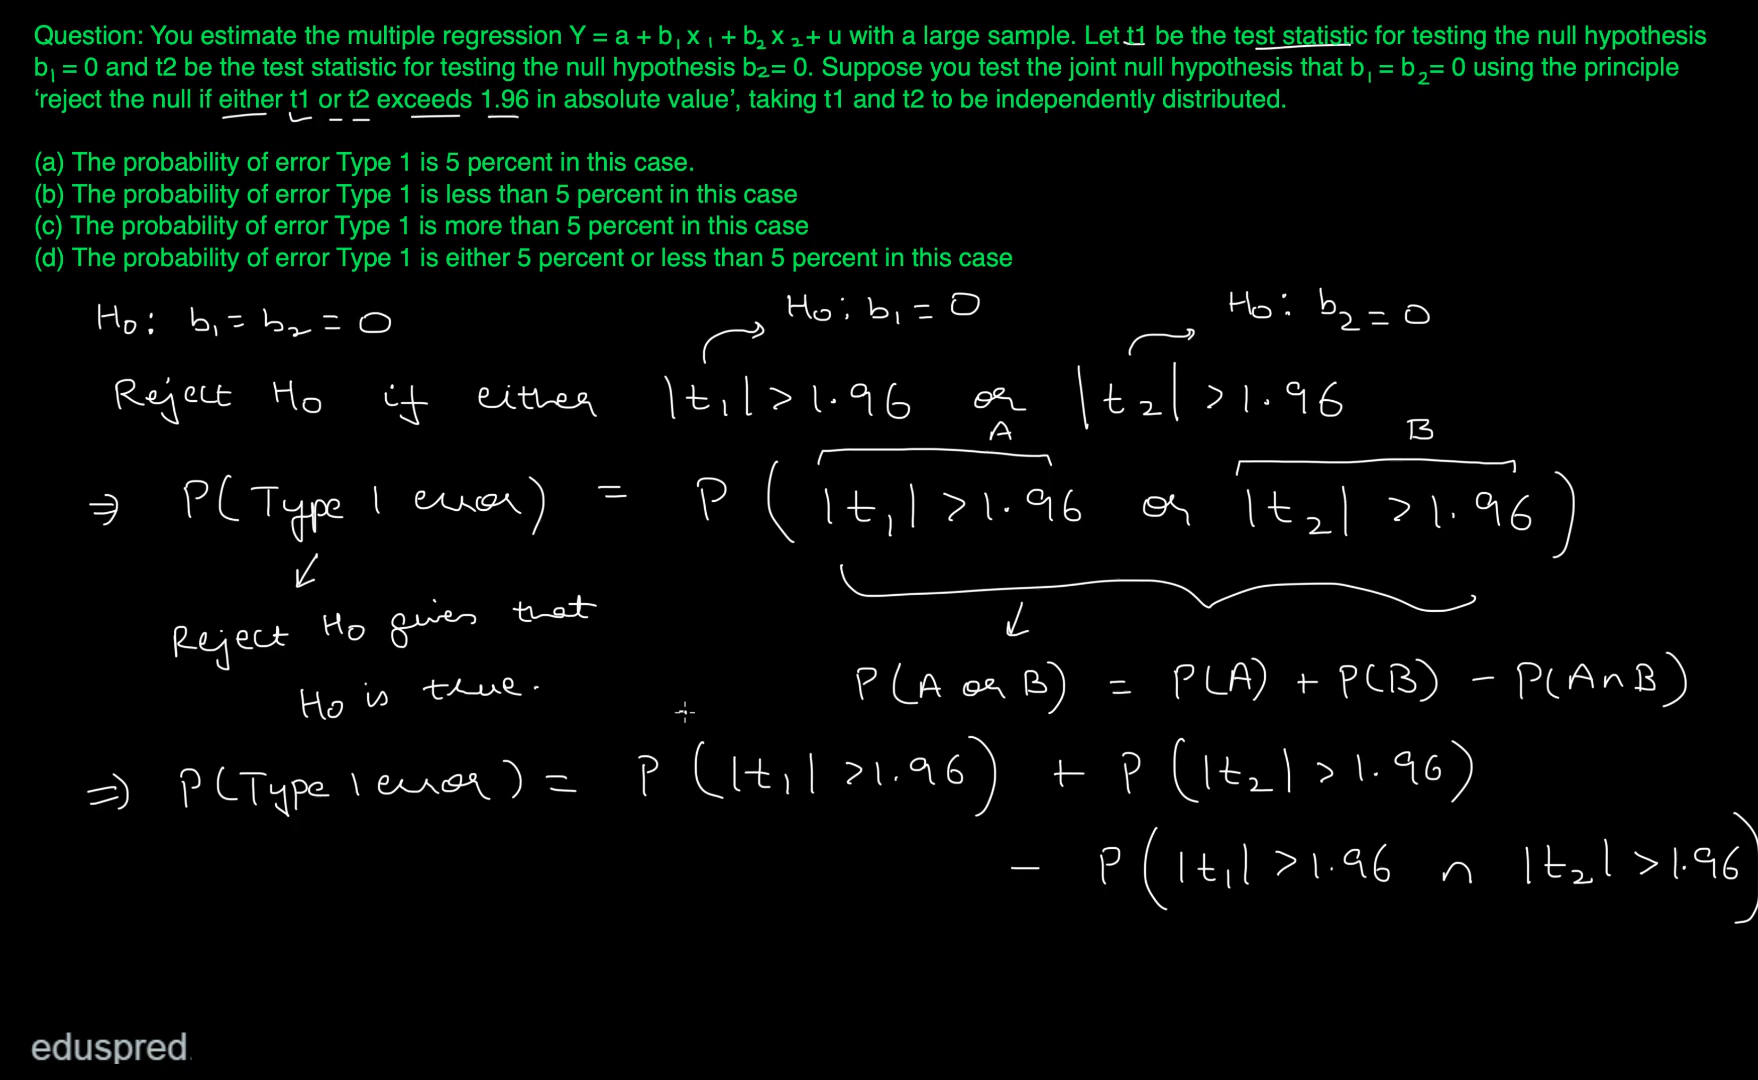 Question: You estimate the multiple regression Y = a + b₁ x ₁ + b₂ x ₂ + u with a large sample. Let t1 be the test statistic for testing the null hypothesis
b₁ = 0 and t2 be the test statistic for testing the null hypothesis b₂= 0. Suppose you test the joint null hypothesis that b₁ = b₂= 0 using the principle
‘reject the null if either t1 or t2 exceeds 1.96 in absolute value’, taking t1 and t2 to be independently distributed.
(a) The probability of error Type 1 is 5 percent in this case.
(b) The probability of error Type 1 is less than 5 percent in this case
(c) The probability of error Type 1 is more than 5 percent in this case
(d) The probability of error Type 1 is either 5 percent or less than 5 percent in this case
Ho: b₁ = b₂ = 0
Ho: b₁ = 0
Ho: b₂ = 0
Reject Ho if either |t₁| > 1.96 or |t₂| > 1.96
A
B
⇒ P(Type 1 error) = P(|t₁| > 1.96 or |t₂| > 1.96)
Reject Ho given that
Ho is true.
P(A or B) = P(A) + P(B) - P(A∩B)
⇒ P(Type 1 error) = P(|t₁| > 1.96) + P(|t₂| > 1.96)
- P(|t₁| > 1.96 ∩ |t₂| > 1.96)
eduspred